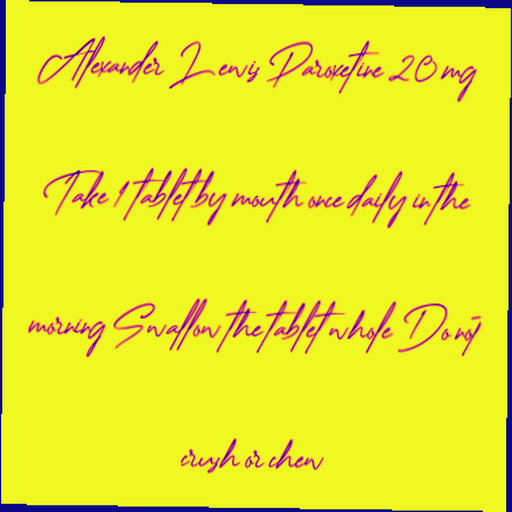 Alexander Lewis Paroxetine 20 mg
Take 1 tablet by mouth once daily in the
morning Swallow the tablet whole Do not
crush or chew